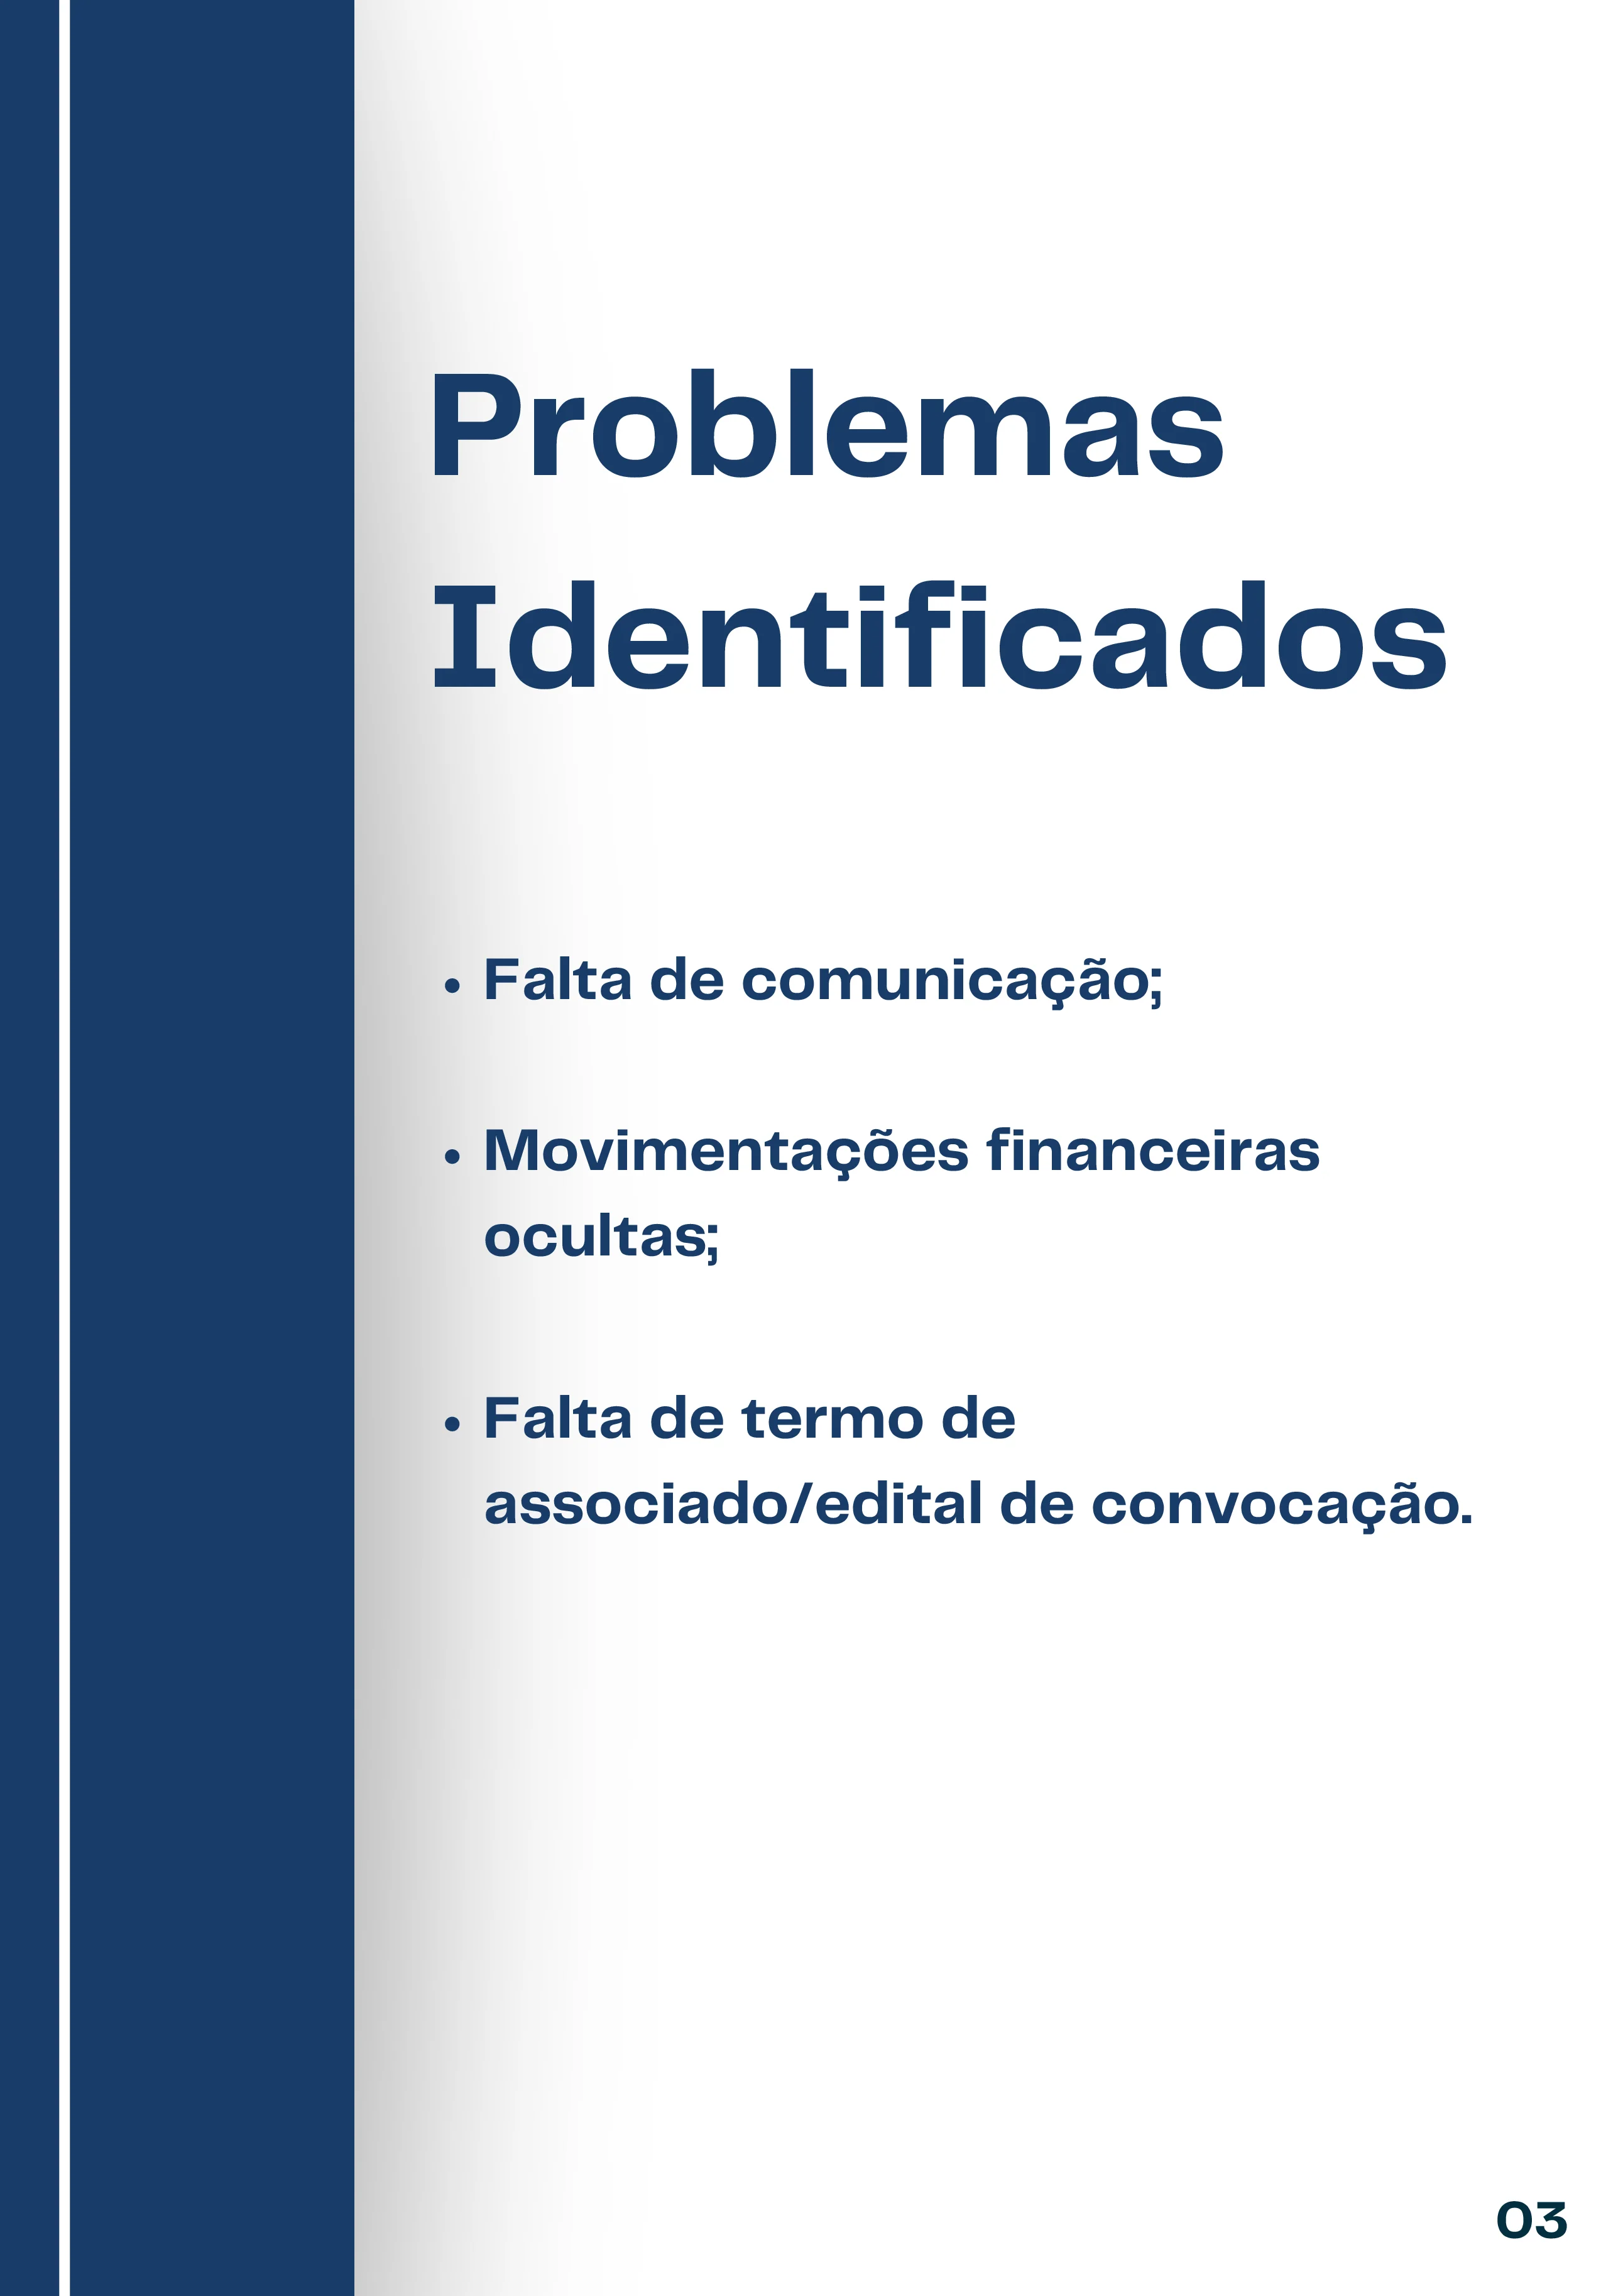 Problemas
Identificados
• Falta de comunicação;
• Movimentações financeiras
ocultas;
• Falta de termo de
associado/edital de convocação.
03